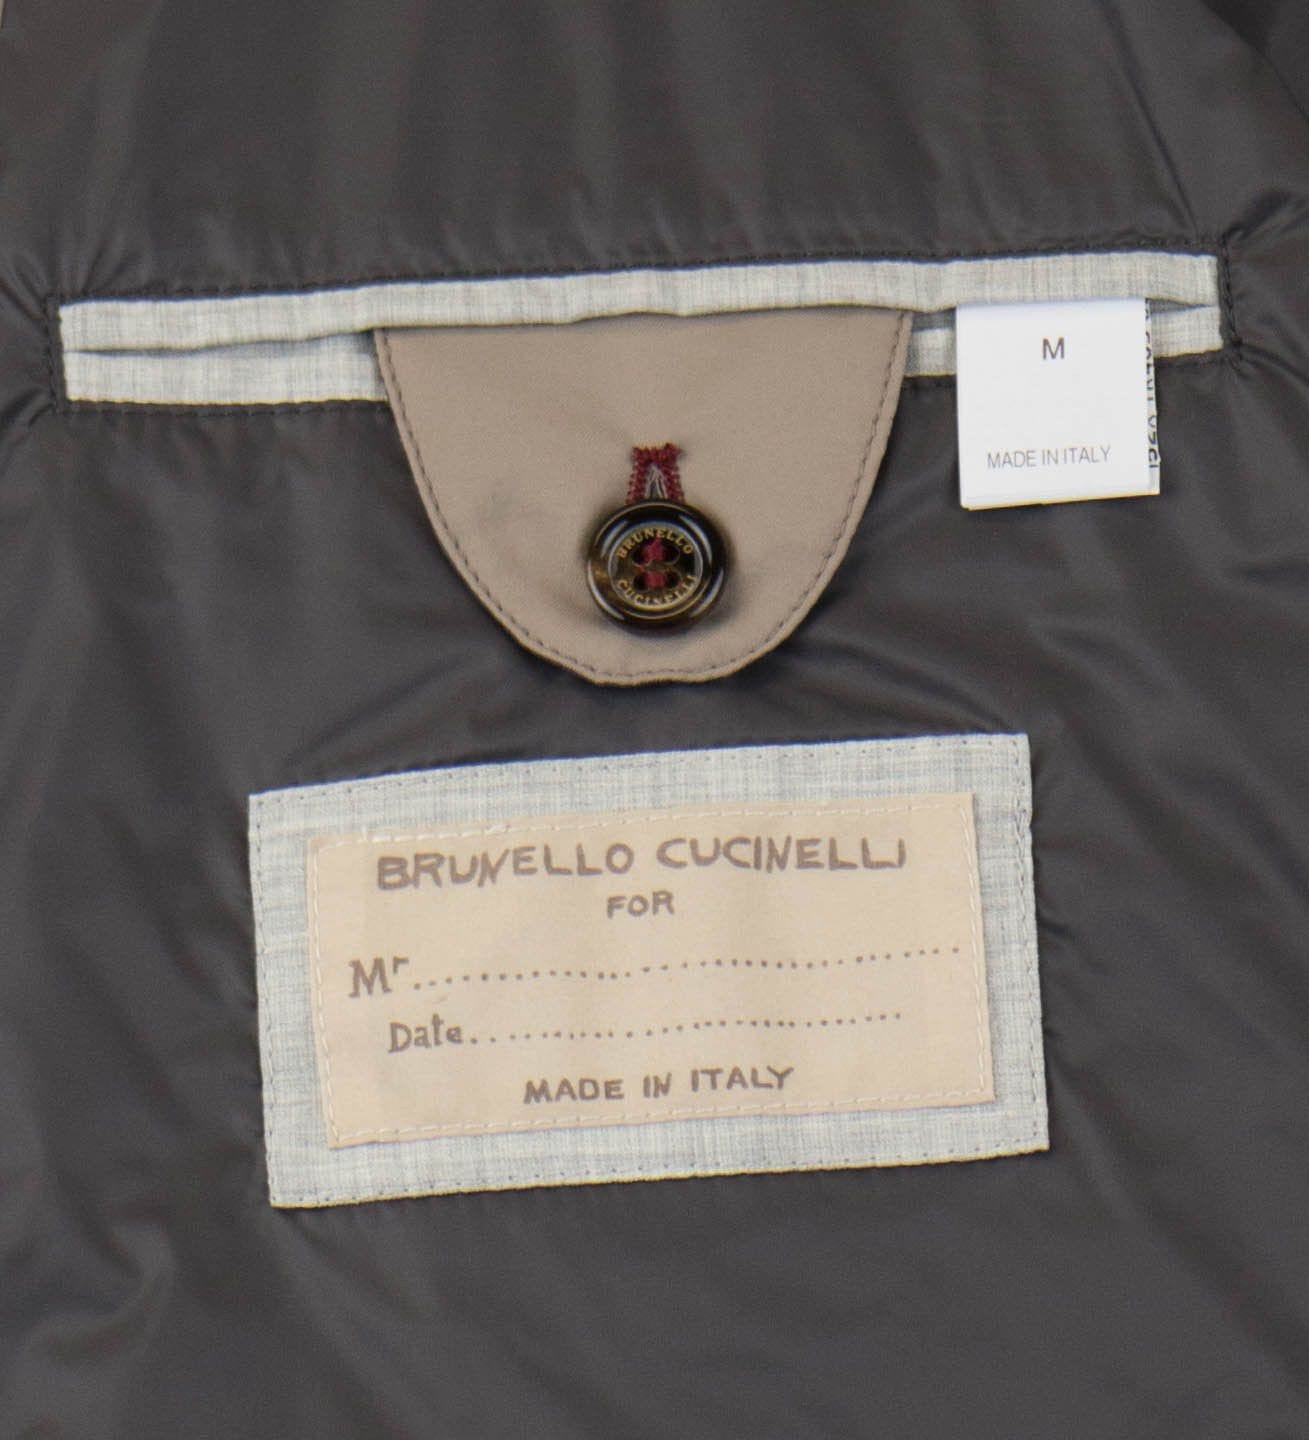 M
MADE IN ITALY
BRUNELLO
CUCINELLI
BRUNELLO CUCINELLI
FOR
Mr..........................................
Date..............................
MADE IN ITALY